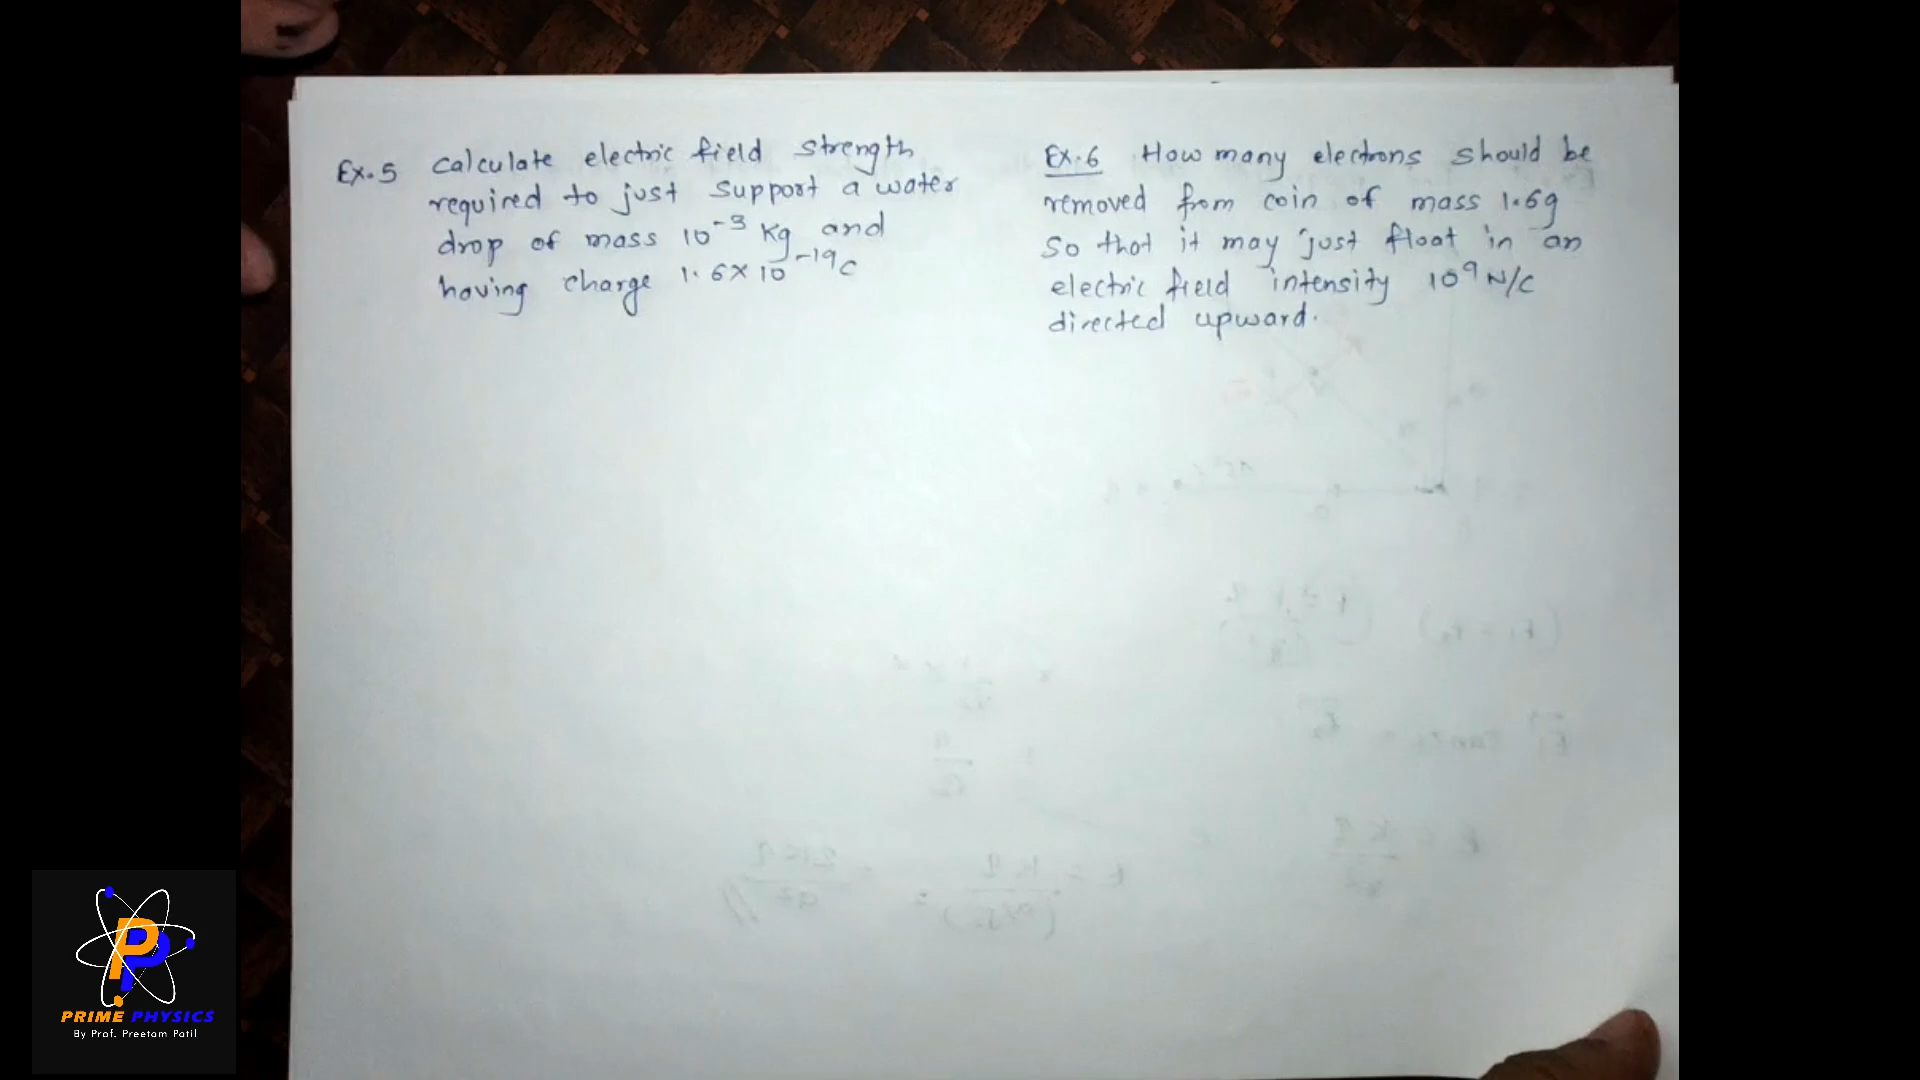 Ex.5 calculate electric field strength
required to just support a water
drop of mass 10⁻³ kg and
having charge 1.6×10⁻¹⁹C
Ex.6 How many electrons should be
removed from coin of mass 1.6g
So that it may just float in an
electric field intensity 10⁹ N/C
directed upward.
PRIME PHYSICS
By Prof. Preetam Patil